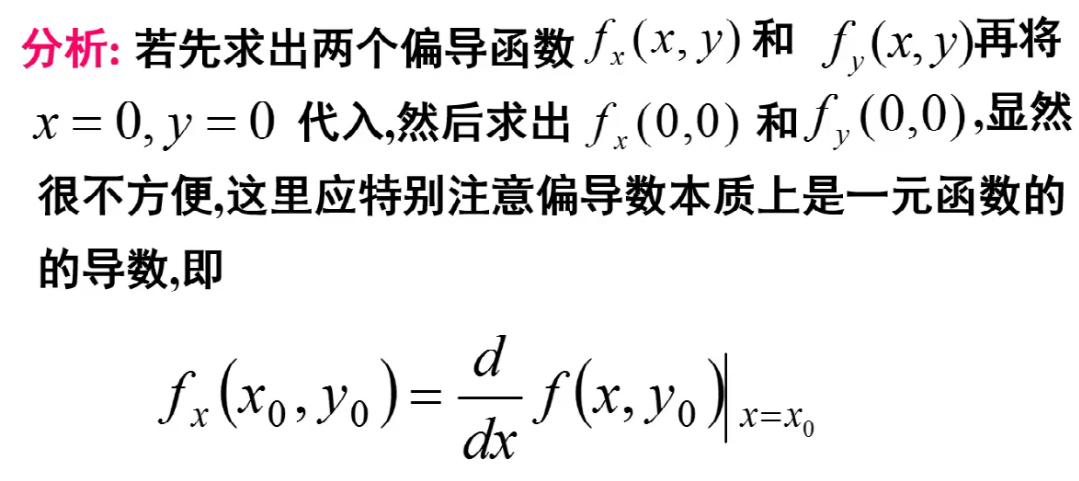 分析: 若先求出两个偏导函数 f_x(x, y) 和 f_y(x, y)再将
x = 0, y = 0 代入,然后求出 f_x(0,0) 和 f_y(0,0),显然
很不方便,这里应特别注意偏导数本质上是一元函数的
的导数,即
f_x(x_0, y_0) = \frac{d}{dx} f(x, y_0)|_{x=x_0}